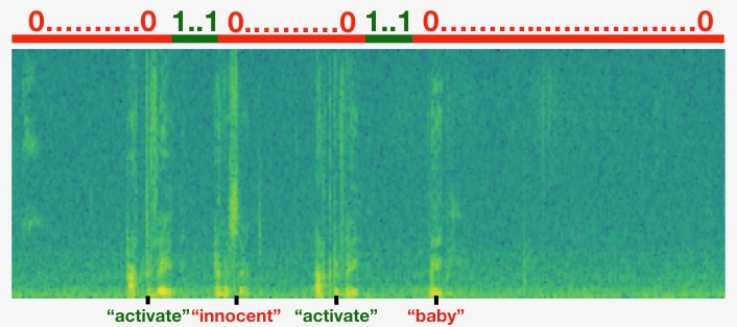 0..........0 1..1 0..........0 1..1 0.........................0
“activate” “innocent” “activate” “baby”